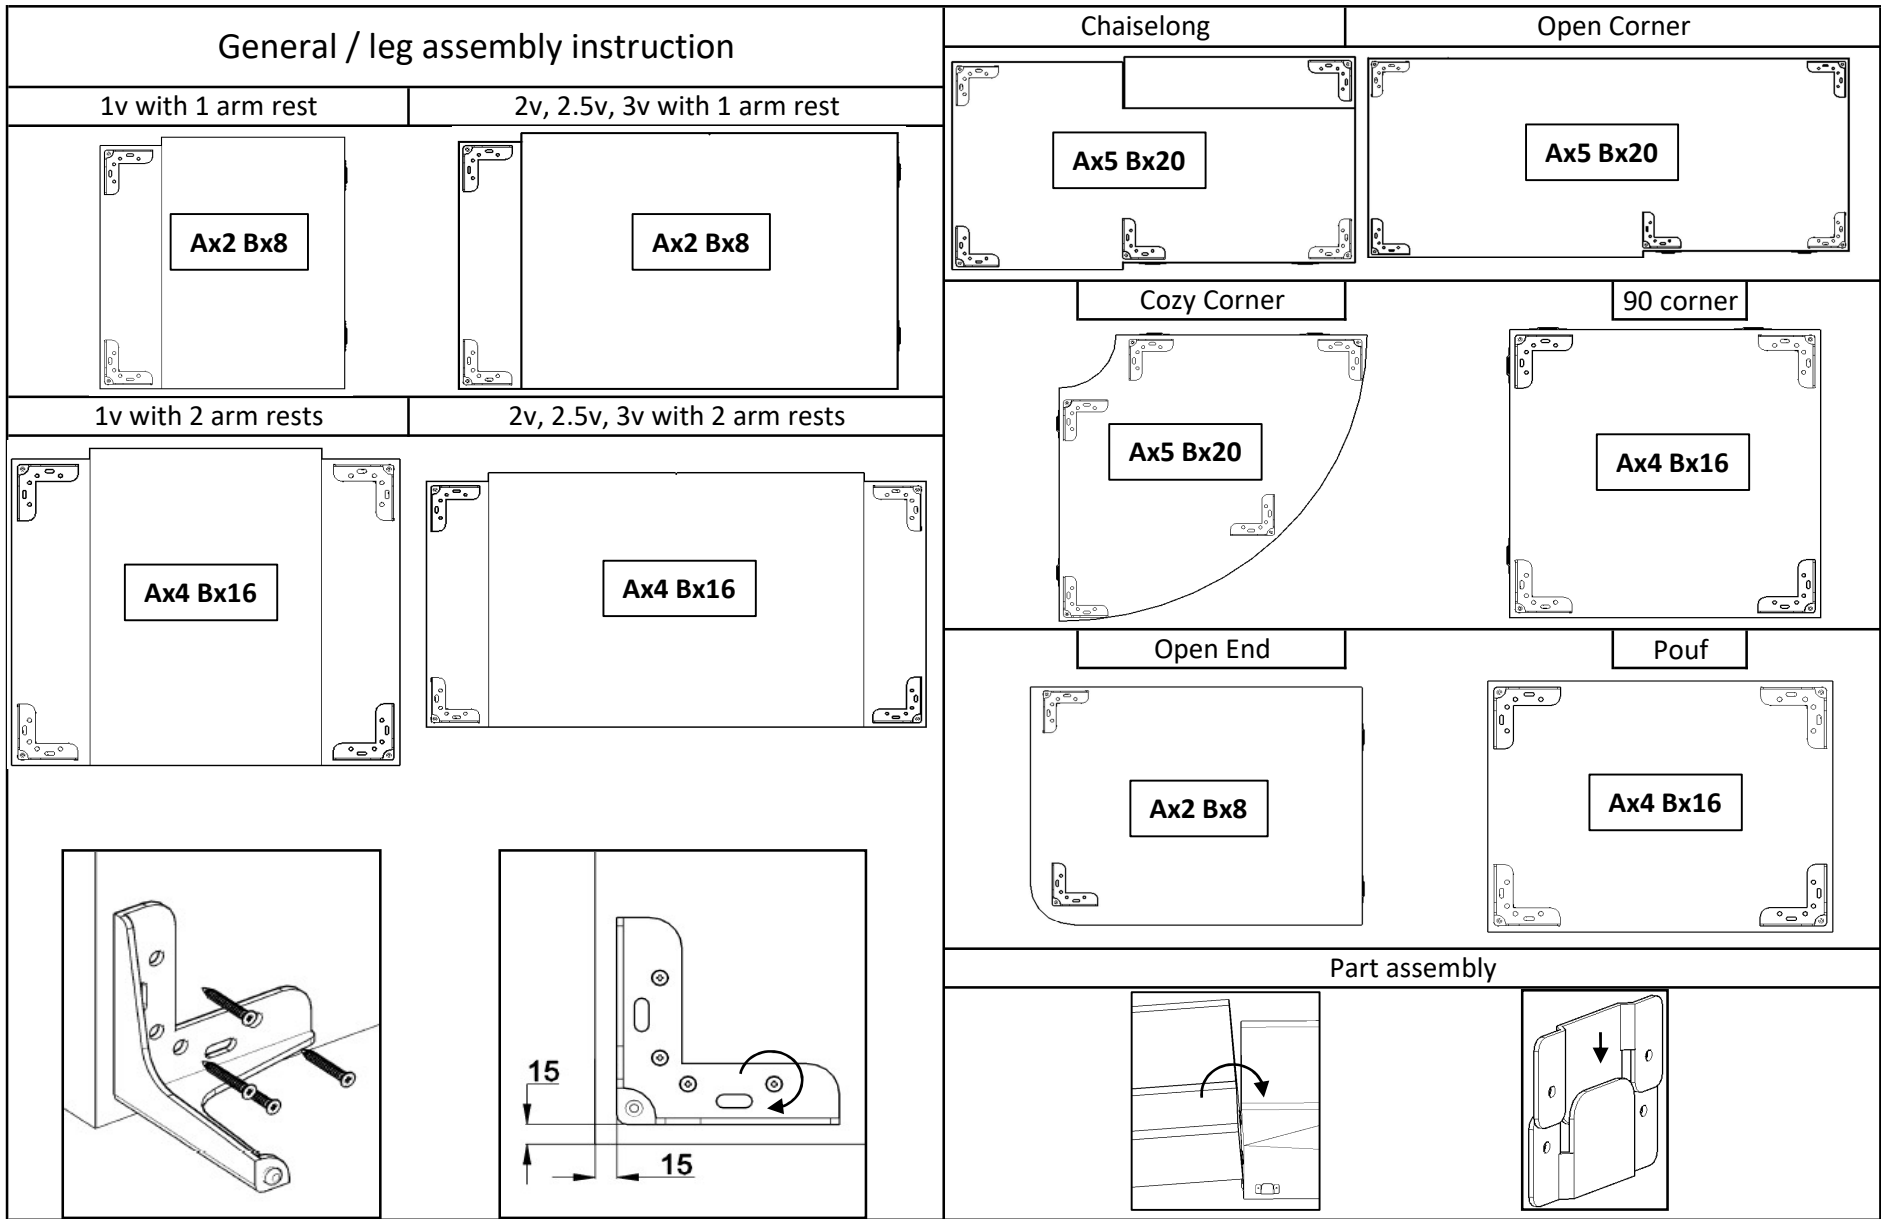 General / leg assembly instruction
1v with 1 arm rest
2v, 2.5v, 3v with 1 arm rest
Ax2 Bx8
Ax2 Bx8
1v with 2 arm rests
2v, 2.5v, 3v with 2 arm rests
Ax4 Bx16
Ax4 Bx16
15
15
Chaiselong
Open Corner
Ax5 Bx20
Ax5 Bx20
Cozy Corner
90 corner
Ax5 Bx20
Ax4 Bx16
Open End
Pouf
Ax2 Bx8
Ax4 Bx16
Part assembly